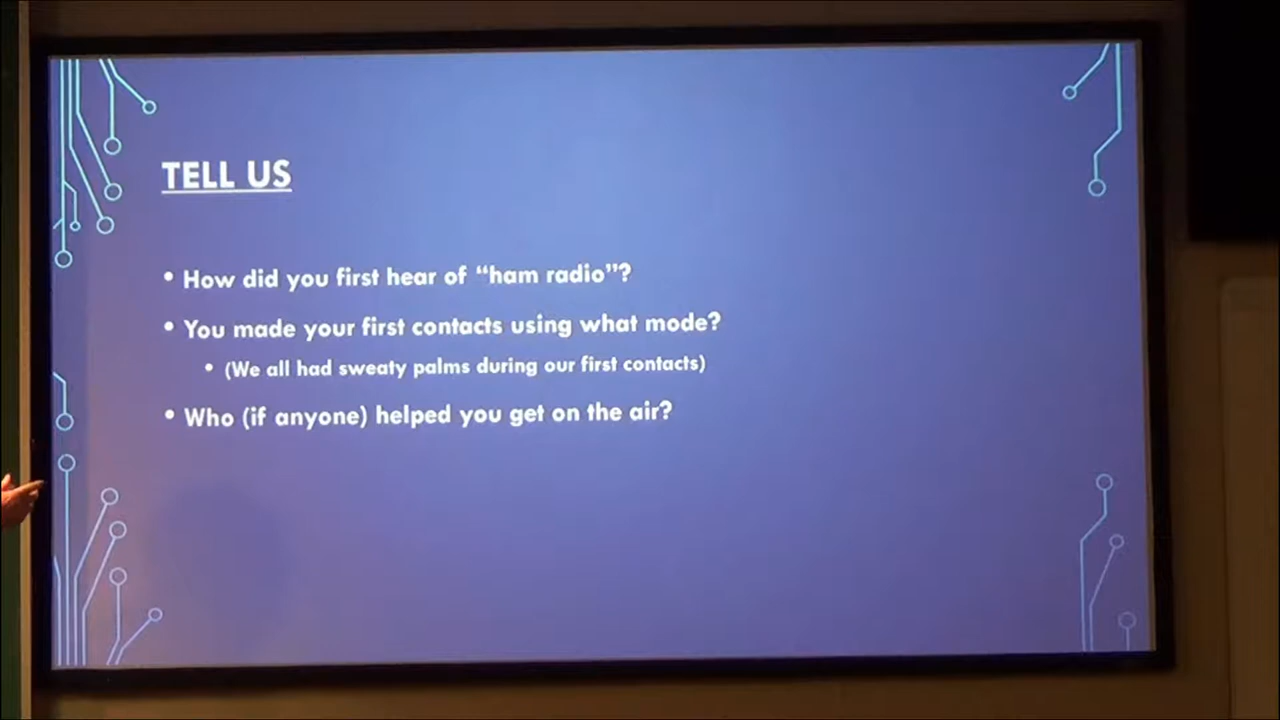 TELL US
• How did you first hear of “ham radio”?
• You made your first contacts using what mode?
• (We all had sweaty palms during our first contacts)
• Who (if anyone) helped you get on the air?